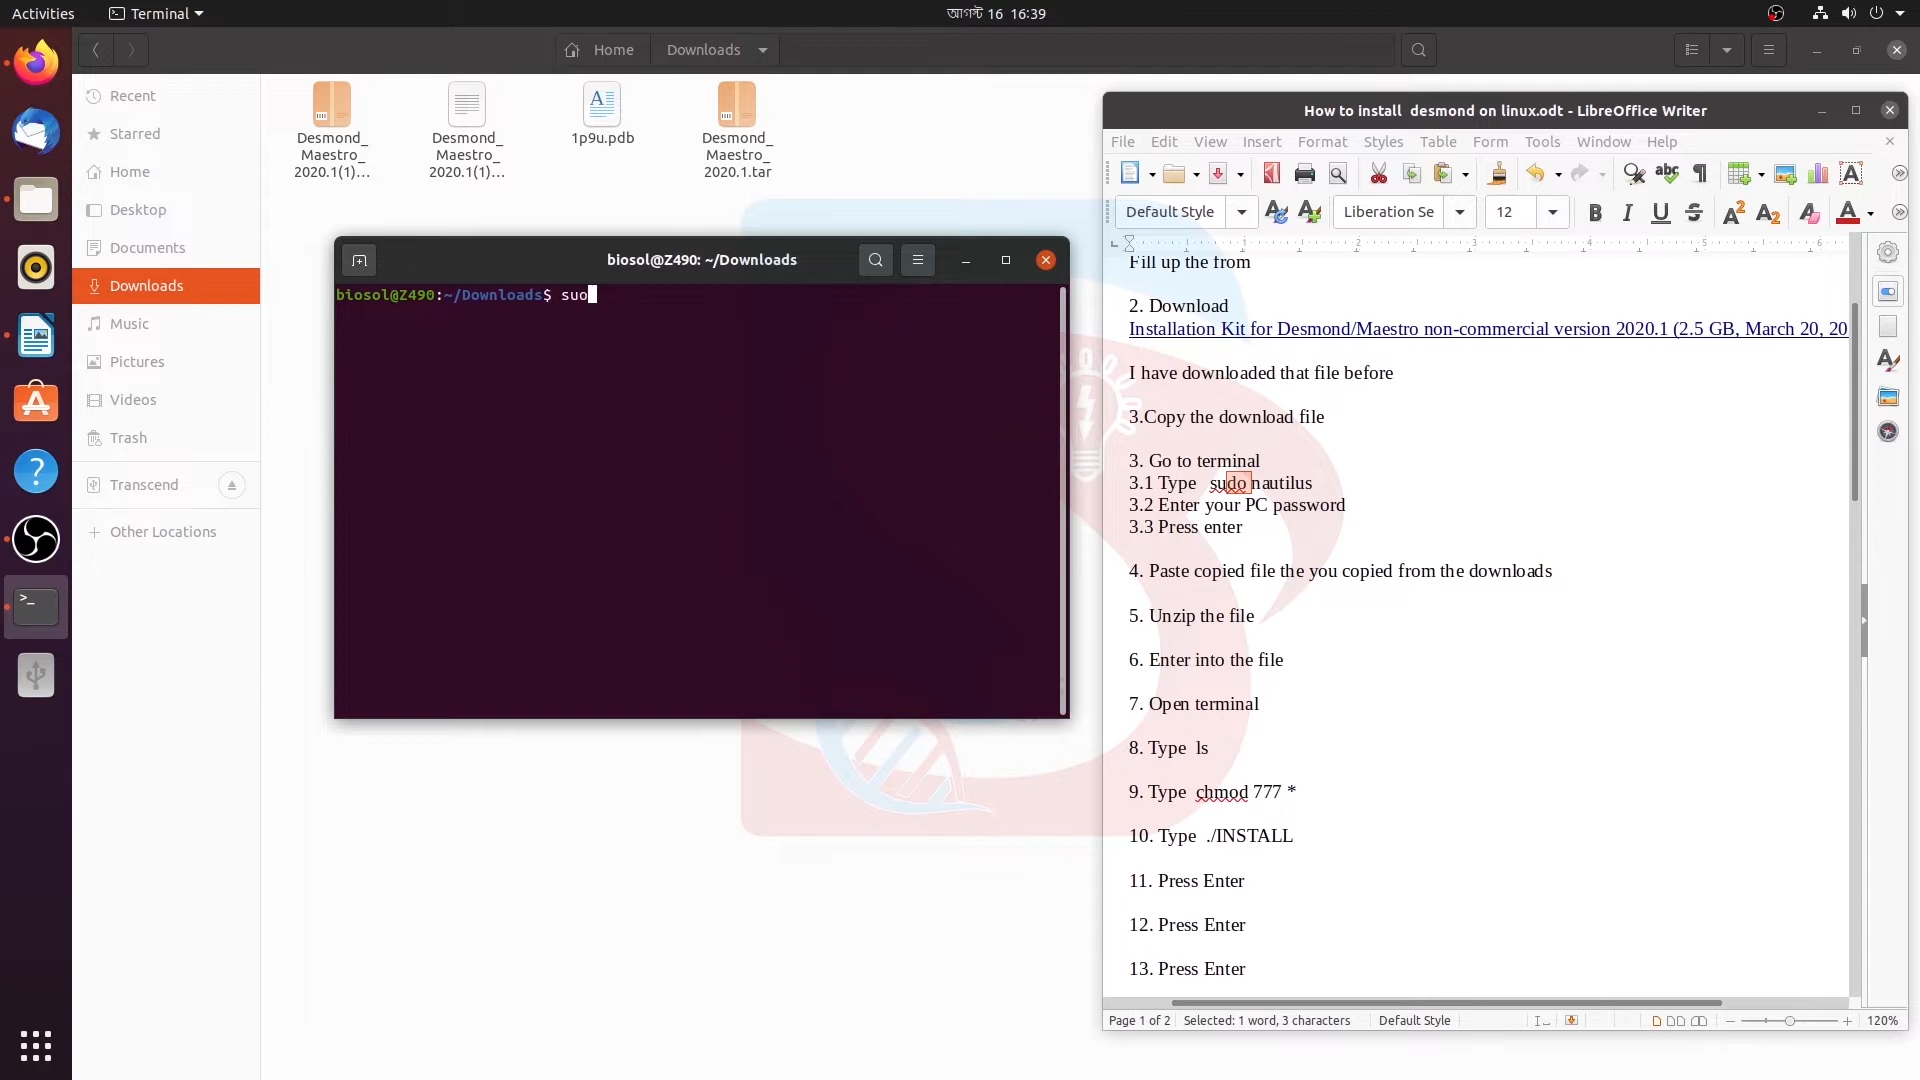 Activities
Terminal
আগস্ট 16 16:39
Home
Downloads
Recent
Starred
Home
Desktop
Documents
Downloads
Music
Pictures
Videos
Trash
Transcend
Other Locations
Desmond_
Maestro_
2020.1(1)...
Desmond_
Maestro_
2020.1(1)...
1p9u.pdb
Desmond_
Maestro_
2020.1.tar
biosol@Z490: ~/Downloads
biosol@Z490:~/Downloads$ suo
How to install desmond on linux.odt - LibreOffice Writer
File Edit View Insert Format Styles Table Form Tools Window Help
Default Style
Liberation Se
12
Fill up the from
2. Download
Installation Kit for Desmond/Maestro non-commercial version 2020.1 (2.5 GB, March 20, 20
I have downloaded that file before
3.Copy the download file
3. Go to terminal
3.1 Type sudo nautilus
3.2 Enter your PC password
3.3 Press enter
4. Paste copied file the you copied from the downloads
5. Unzip the file
6. Enter into the file
7. Open terminal
8. Type ls
9. Type chmod 777 *
10. Type ./INSTALL
11. Press Enter
12. Press Enter
13. Press Enter
Page 1 of 2
Selected: 1 word, 3 characters
Default Style
120%